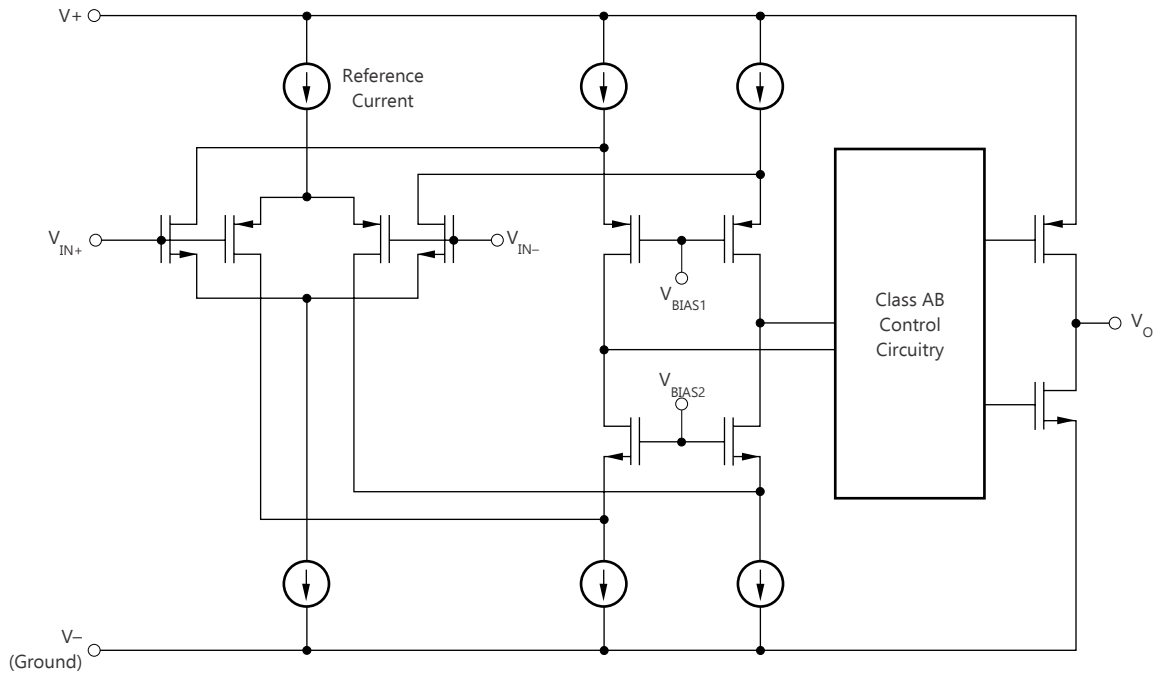 V+
Reference
Current
VIN+
VIN–
VBIAS1
VBIAS2
Class AB
Control
Circuitry
VO
V–
(Ground)